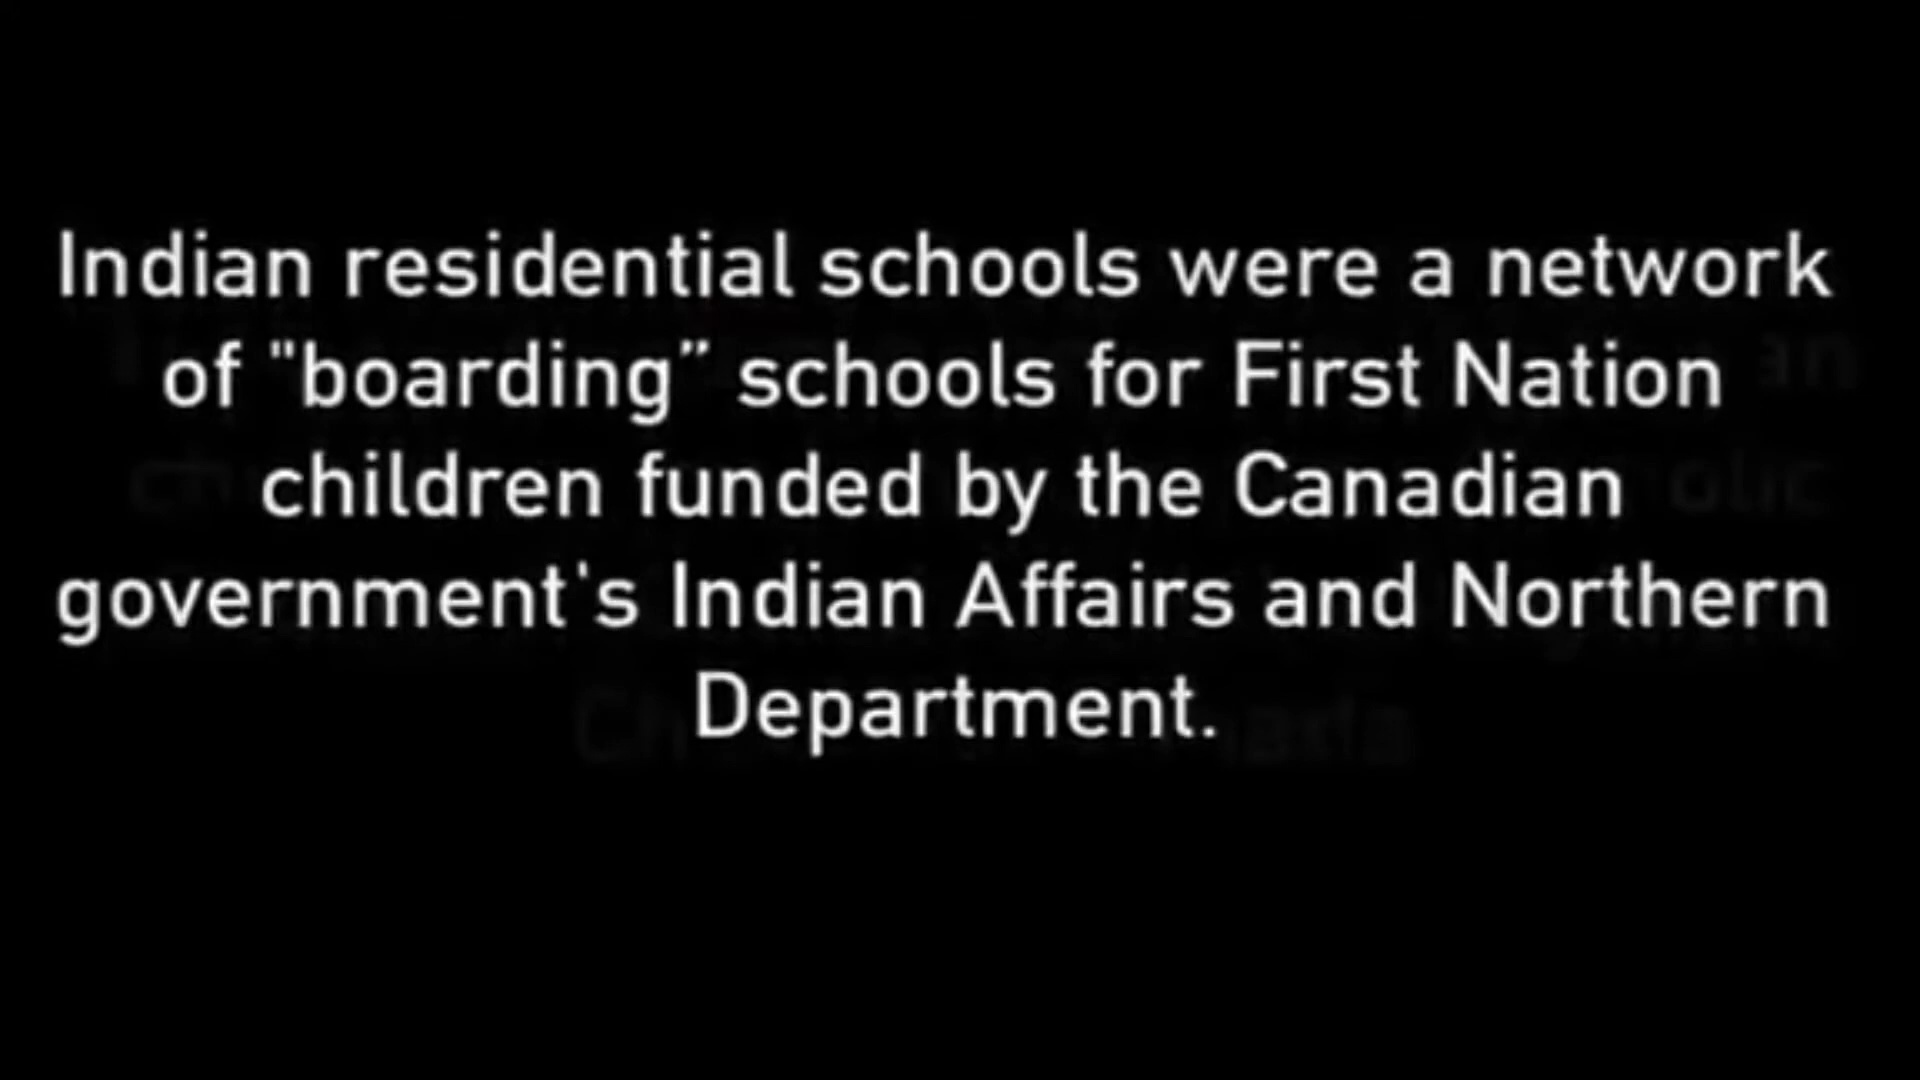 Indian residential schools were a network
of "boarding” schools for First Nation
children funded by the Canadian
government's Indian Affairs and Northern
Department.